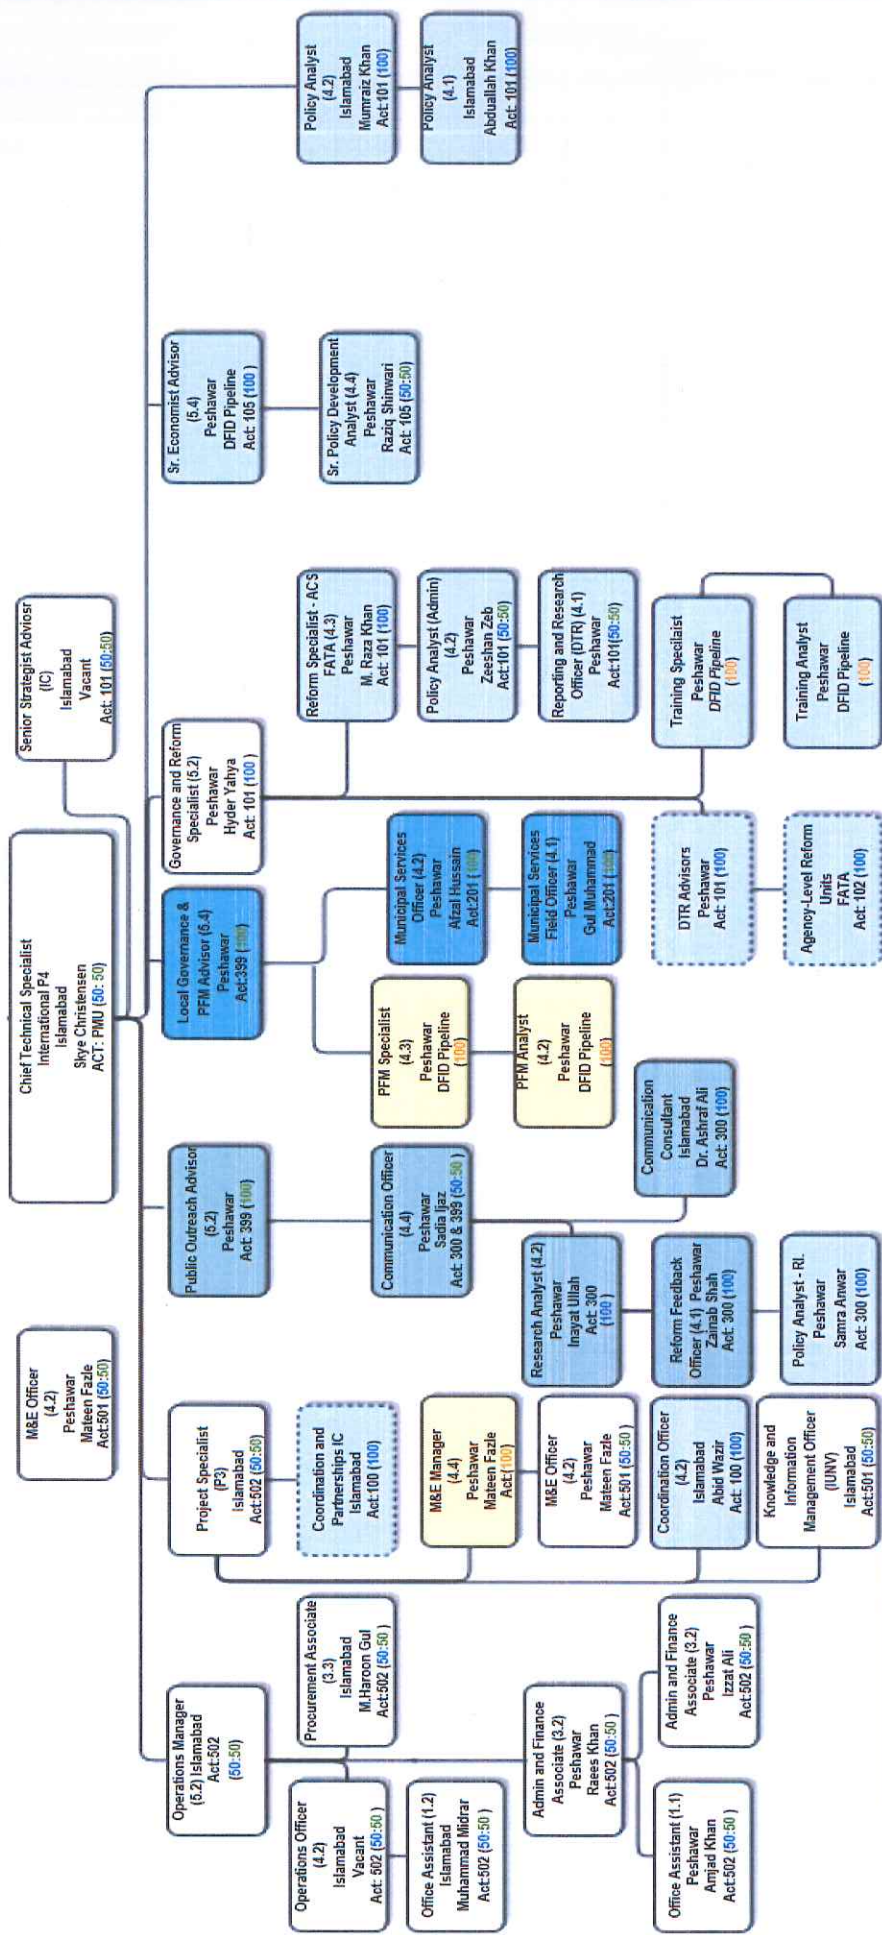 Chief Technical Specialist
International P4
Islamabad
Skye Christensen
ACT: PMU (50: 50)
Senior Strategist Adviosr
(IC)
Islamabad
Vacant
Act: 101 (50:50)
M&E Officer
(4.2)
Peshawar
Mateen Fazle
Act:501 (50:50)
Operations Manager
(5.2) Islamabad
Act:502
(50:50)
Operations Officer
(4.2)
Islamabad
Vacant
Act: 502 (50:50 )
Office Assistant (1.2)
Islamabad
Muhammad Midrar
Act:502 (50:50 )
Procurement Associate
(3.3)
Islamabad
M.Haroon Gul
Act:502 (50:50 )
Admin and Finance
Associate (3.2)
Peshawar
Raees Khan
Act:502 (50:50 )
Office Assistant (1.1)
Peshawar
Amjad Khan
Act:502 (50:50 )
Admin and Finance
Associate (3.2)
Peshawar
Izzat Ali
Act:502 (50:50 )
Project Specialist
(P3)
Islamabad
Act:502 (50:50)
Coordination and
Partnerships IC
Islamabad
Act:100 (100)
M&E Manager
(4.4)
Peshawar
Mateen Fazle
Act:(100)
M&E Officer
(4.2)
Peshawar
Mateen Fazle
Act:501 (50:50 )
Coordination Officer
(4.2)
Islamabad
Abid Wazir
Act: 100 (100)
Knowledge and
Information
Management Officer
(IUNV)
Islamabad
Act:501 (50:50)
Public Outreach Advisor
(5.2)
Peshawar
Act: 399 (100)
Communication Officer
(4.4)
Peshawar
Sadia Ijaz
Act: 300 & 399 (50:50 )
Research Analyst (4.2)
Peshawar
Inayat Ullah
Act: 300
(100 )
Reform Feedback
Officer (4.1) Peshawar
Zainab Shah
Act: 300 (100)
Policy Analyst - RI.
Peshawar
Samra Anwar
Act: 300 (100)
Communication
Consultant
Islamabad
Dr. Ashraf Ali
Act: 300 (100)
Local Governance &
PFM Advisor (5.4)
Peshawar
Act:399 (100)
PFM Specialist
(4.3)
Peshawar
DFID Pipeline
(100)
PFM Analyst
(4.2)
Peshawar
DFID Pipeline
(100)
Municipal Services
Officer (4.2)
Peshawar
Afzal Hussain
Act:201 (100)
Municipal Services
Field Officer (4.1)
Peshawar
Gul Muhammad
Act:201 (100)
Governance and Reform
Specialist (5.2)
Peshawar
Hyder Yahya
Act: 101 (100 )
Reform Specialist - ACS
FATA (4.3)
Peshawar
M. Raza Khan
Act: 101 (100)
Policy Analyst (Admin)
(4.2)
Peshawar
Zeeshan Zeb
Act:101 (50:50)
Reporting and Research
Officer (DTR) (4.1)
Peshawar
Act:101(50:50)
DTR Advisors
Peshawar
Act: 101 (100)
Agency-Level Reform
Units
FATA
Act: 102 (100)
Training Specilaist
Peshawar
DFID Pipeline
(100)
Training Analyst
Peshawar
DFID Pipeline
(100)
Sr. Economist Advisor
(5.4)
Peshawar
DFID Pipeline
Act: 105 (100 )
Sr. Policy Development
Analyst (4.4)
Peshawar
Raziq Shinwari
Act: 105 (50:50)
Policy Analyst
(4.2)
Islamabad
Mumraiz Khan
Act:101 (100)
Policy Analyst
(4.1)
Islamabad
Abduallah Khan
Act: 101 (100)